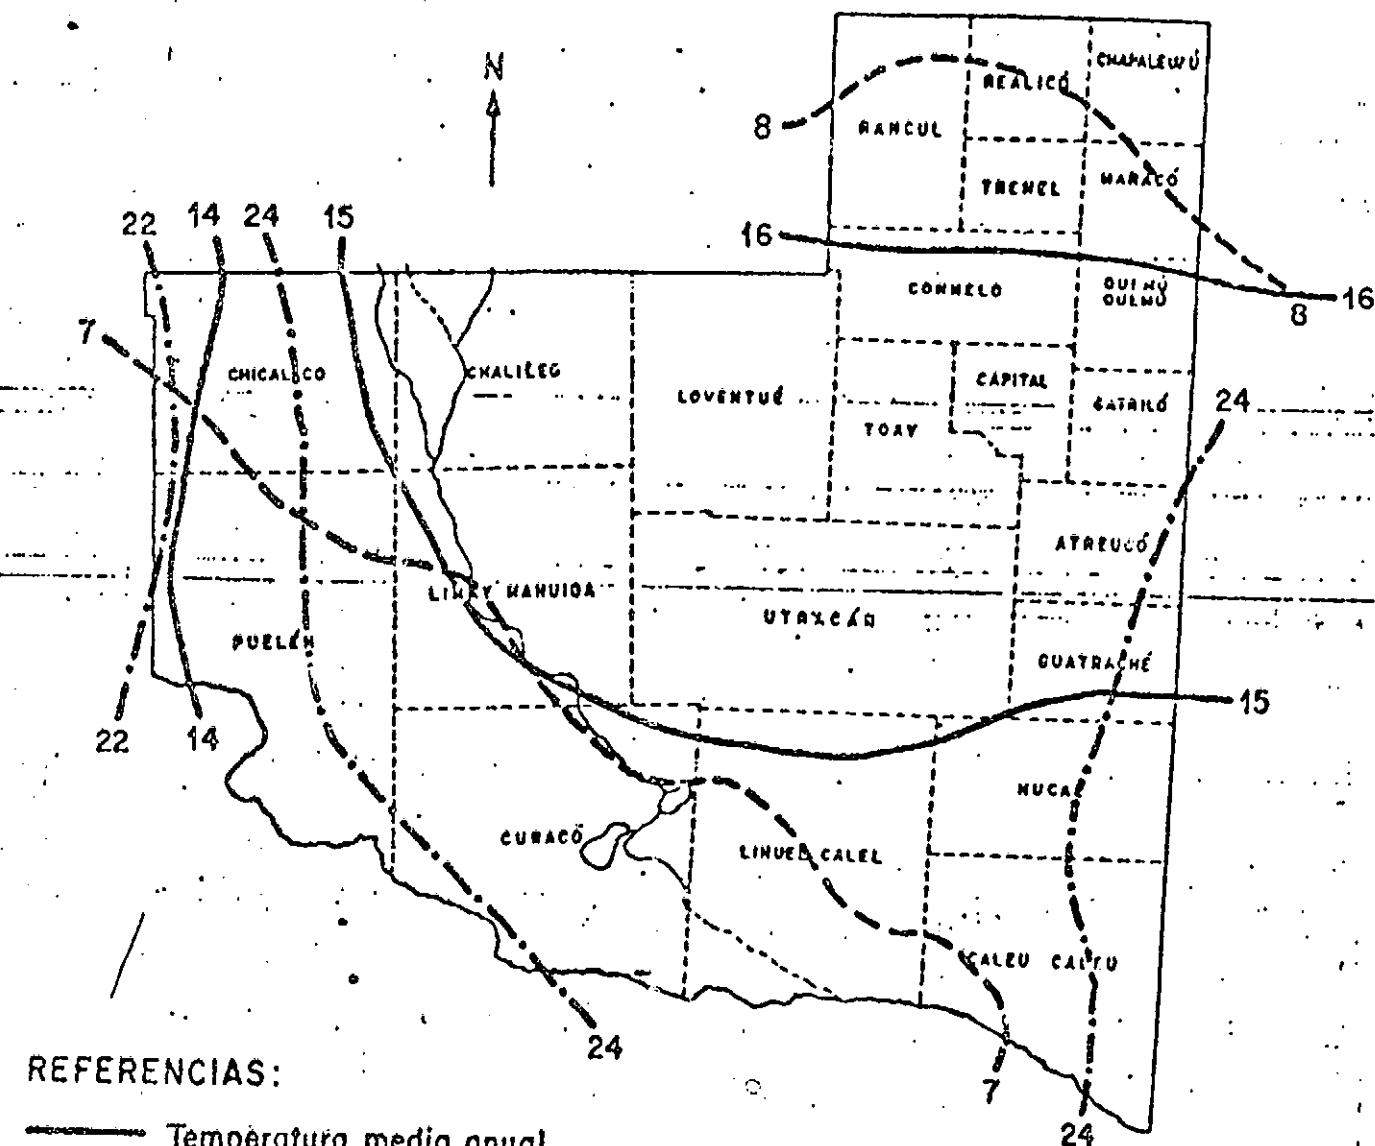 N
CHAPALEUFÚ
REALICÓ
8
RANCUL
TRENEL
MARACÓ
22
14
24
15
16
CONHELO
QUEMÚ
QUEMÚ
16
8
7
CHICALCO
CHALILEO
LOVENTUÉ
CAPITAL
CATRILÓ
24
TOAY
ATREUCÓ
LIMAY MAHUIDA
UTRACÁN
PUELÉN
GUATRACHÉ
15
22
14
HUCAL
CURACÓ
LIHUEL CALEL
CALEU CALEU
24
REFERENCIAS:
7
Temperatura media anual
24